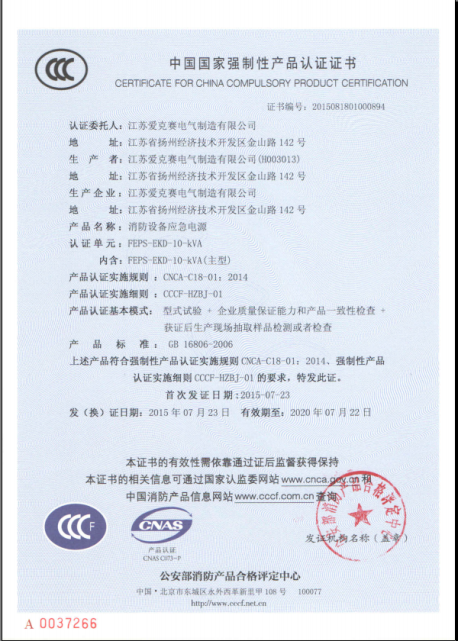 中国国家强制性产品认证证书
CERTIFICATE FOR CHINA COMPULSORY PRODUCT CERTIFICATION
证书编号：2015081801000894
认证委托人：江苏爱克赛电气制造有限公司
地 址：江苏省扬州经济技术开发区金山路 142 号
生 产 者：江苏爱克赛电气制造有限公司(H003013)
地 址：江苏省扬州经济技术开发区金山路 142 号
生产企业：江苏爱克赛电气制造有限公司
地 址：江苏省扬州经济技术开发区金山路 142 号
产品名称：消防设备应急电源
认证单元：FEPS-EKD-10-kVA
内含：FEPS-EKD-10-kVA(主型)
产品认证实施规则 ：CNCA-C18-01：2014
产品认证实施细则 ：CCCF-HZBJ-01
产品认证基本模式： 型式试验 + 企业质量保证能力和产品一致性检查 +
获证后生产现场抽取样品检测或者检查
产 品 标 准： GB 16806-2006
上述产品符合强制性产品认证实施规则 CNCA-C18-01：2014、强制性产品
认证实施细则 CCCF-HZBJ-01 的要求，特发此证。
首次发证日期：2015-07-23
发（换）证日期：2015 年 07 月 23 日 有效期至：2020 年 07 月 22 日
本证书的有效性需依靠通过证后监督获得保持
本证书的相关信息可通过国家认监委网站 www.cnca.gov.cn 和
中国消防产品信息网站 www.cccf.com.cn 查询
公安部消防产品合格评定中心
发证机构名称（盖章）
CCC F
CNAS
产品认证
CNAS C073-P
公安部消防产品合格评定中心
中国·北京市东城区永外西革新里甲 108 号 100077
http://www.cccf.net.cn
A 0037266